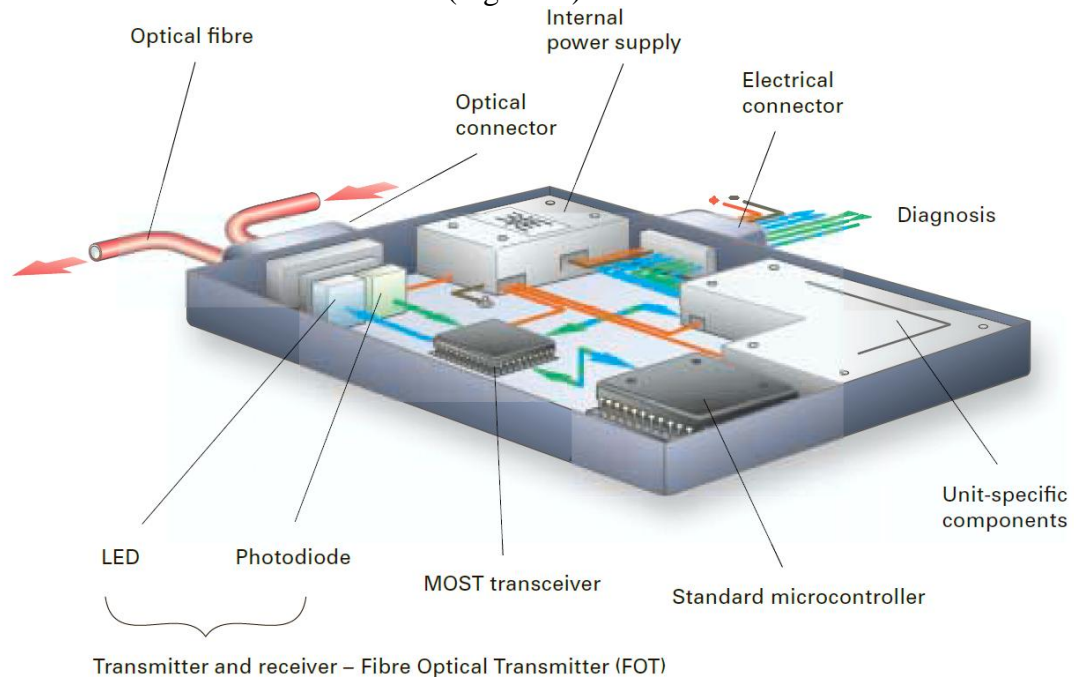 Internal
power supply
Optical fibre
Electrical
connector
Optical
connector
Diagnosis
Unit-specific
components
LED
Photodiode
MOST transceiver
Standard microcontroller
Transmitter and receiver – Fibre Optical Transmitter (FOT)